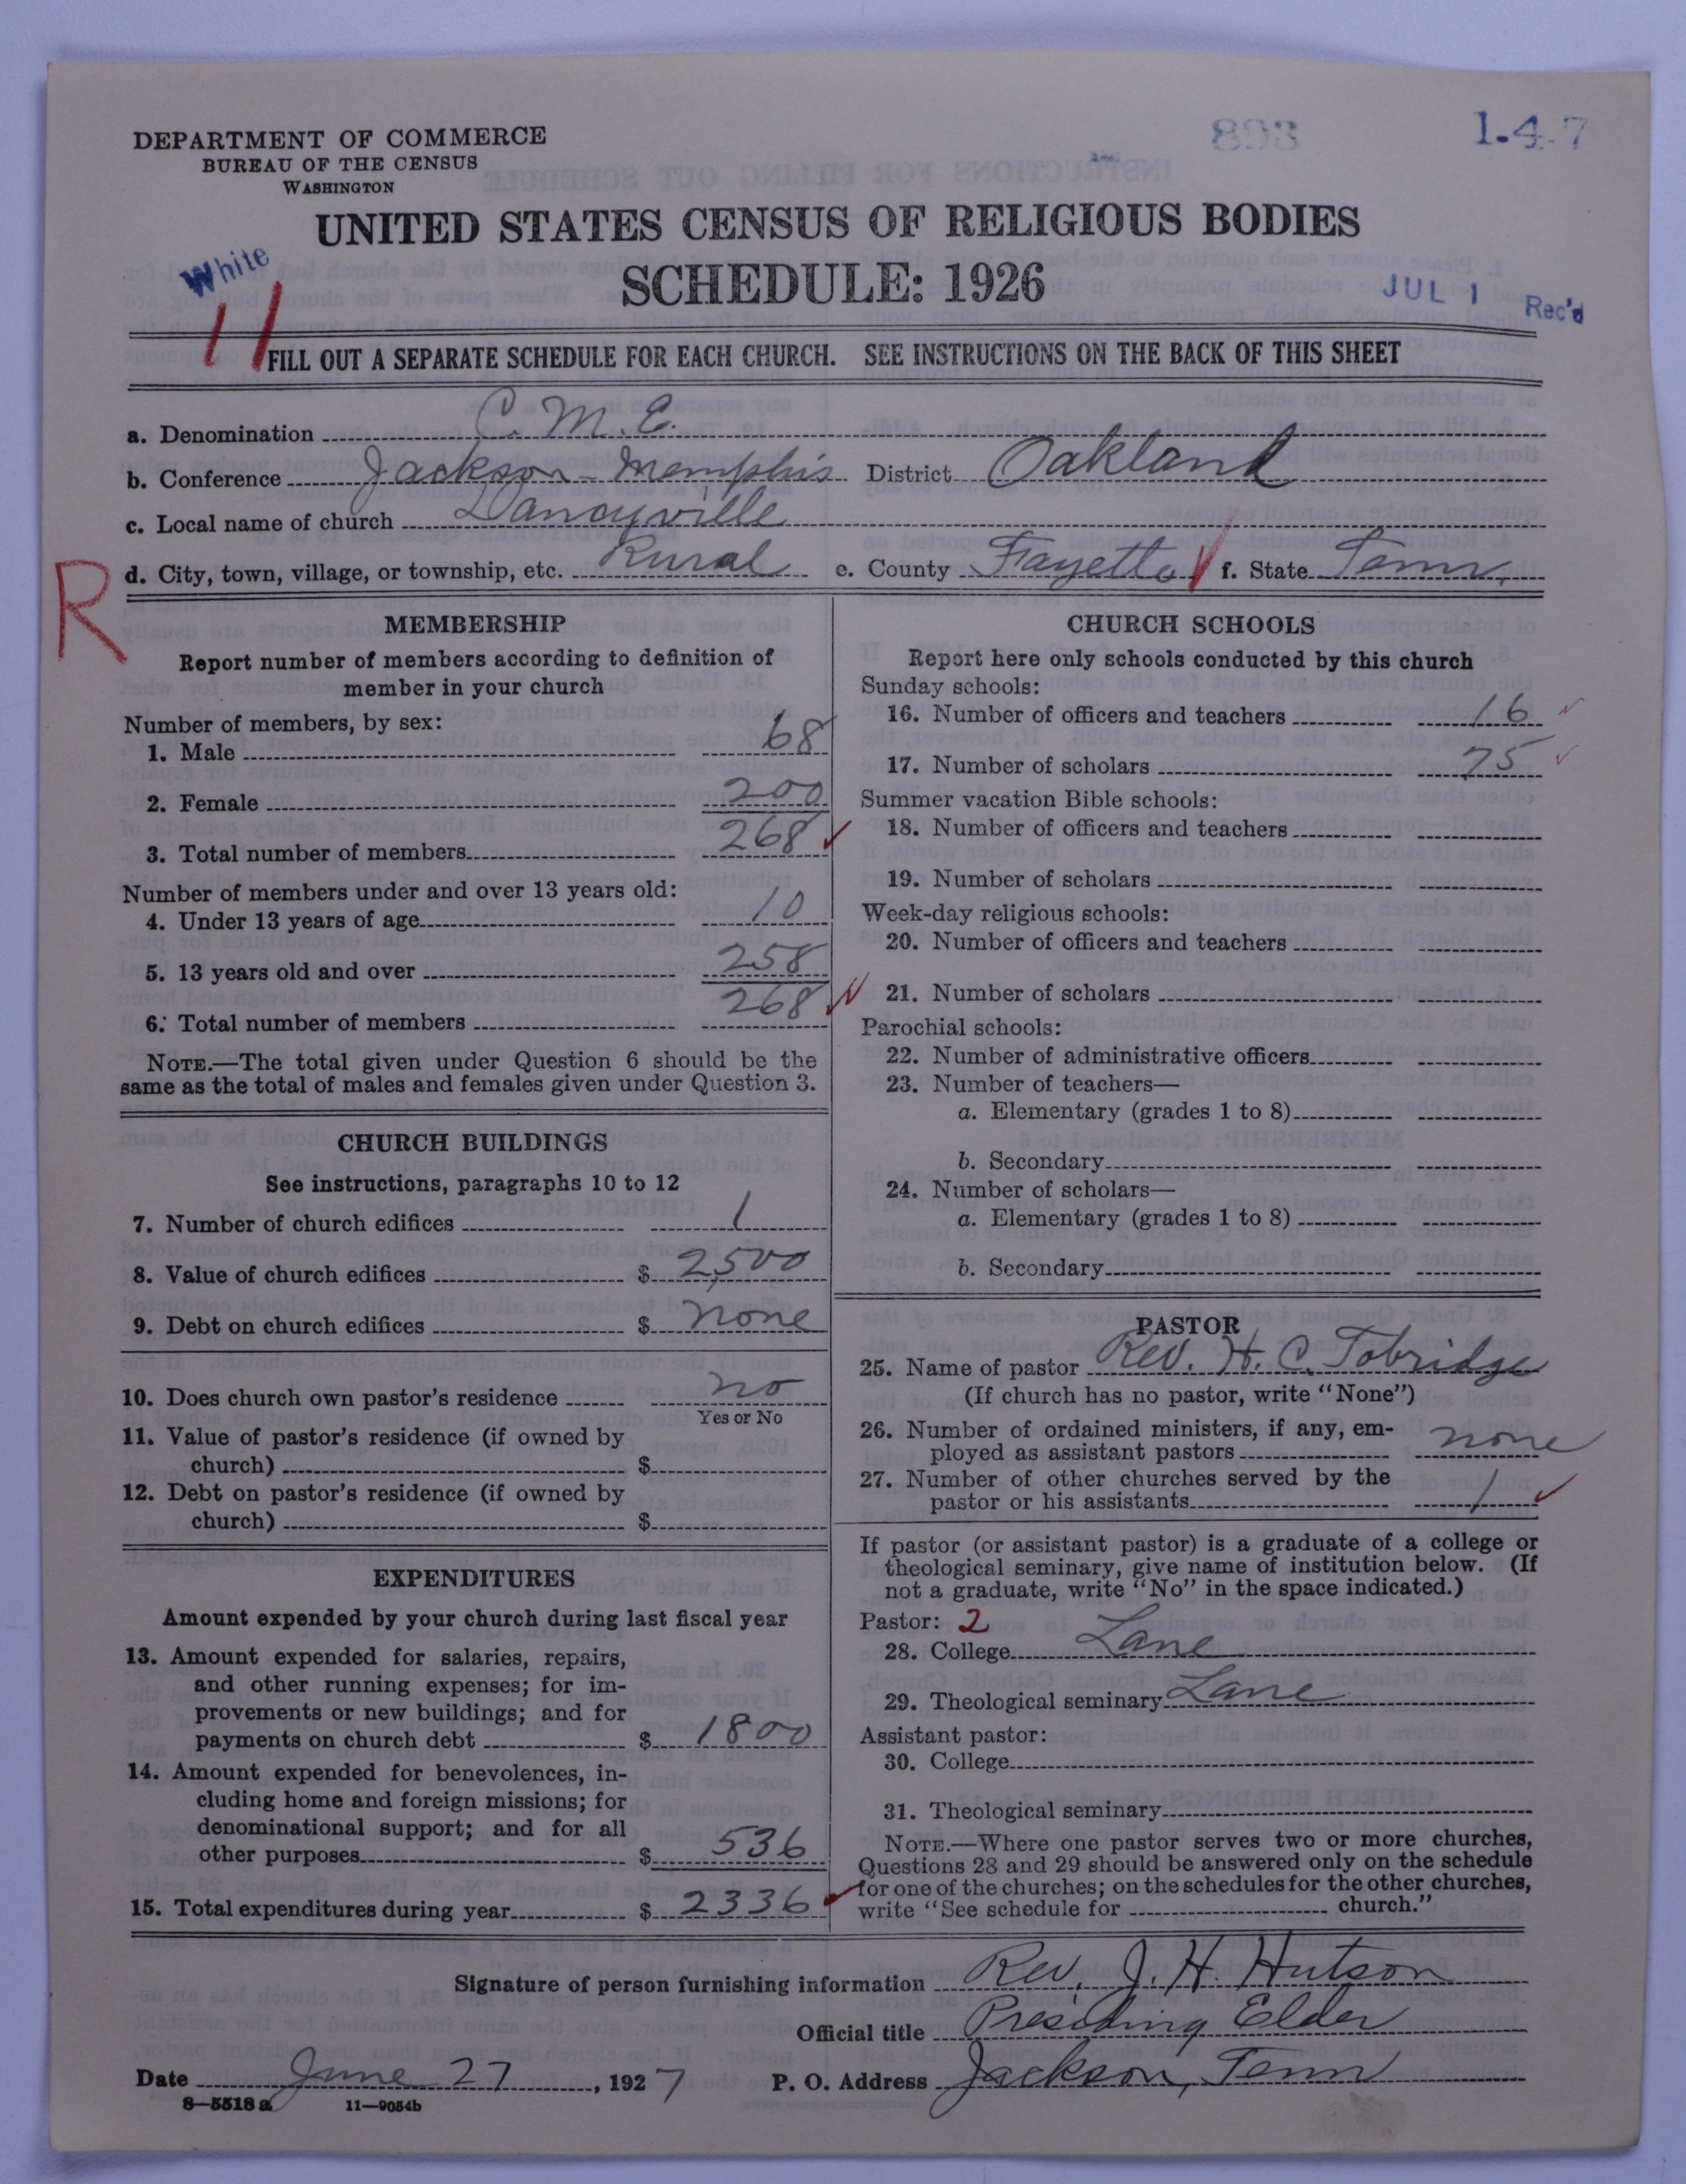 DEPARTMENT OF COMMERCE
BUREAU OF THE CENSUS
WASHINGTON
893
1-4-7
UNITED STATES CENSUS OF RELIGIOUS BODIES
White
SCHEDULE: 1926
JUL 1 Rec'd
11
FILL OUT A SEPARATE SCHEDULE FOR EACH CHURCH. SEE INSTRUCTIONS ON THE BACK OF THIS SHEET
a. Denomination C. M. E.
b. Conference Jackson-Memphis District Oakland
c. Local name of church Dancyville
d. City, town, village, or township, etc. Rural e. County Fayette f. State Tenn.
R
MEMBERSHIP
Report number of members according to definition of
member in your church
Number of members, by sex:
1. Male 68
2. Female 200
3. Total number of members 268
Number of members under and over 13 years old:
4. Under 13 years of age 10
5. 13 years old and over 258
6. Total number of members 268
NOTE.—The total given under Question 6 should be the
same as the total of males and females given under Question 3.
CHURCH BUILDINGS
See instructions, paragraphs 10 to 12
7. Number of church edifices 1
8. Value of church edifices $ 2,500
9. Debt on church edifices $ none
10. Does church own pastor's residence no
Yes or No
11. Value of pastor's residence (if owned by
church) $
12. Debt on pastor's residence (if owned by
church) $
EXPENDITURES
Amount expended by your church during last fiscal year
13. Amount expended for salaries, repairs,
and other running expenses; for im-
provements or new buildings; and for
payments on church debt $ 1800
14. Amount expended for benevolences, in-
cluding home and foreign missions; for
denominational support; and for all
other purposes $ 536
15. Total expenditures during year $ 2336
CHURCH SCHOOLS
Report here only schools conducted by this church
Sunday schools:
16. Number of officers and teachers 16
17. Number of scholars 75
Summer vacation Bible schools:
18. Number of officers and teachers
19. Number of scholars
Week-day religious schools:
20. Number of officers and teachers
21. Number of scholars
Parochial schools:
22. Number of administrative officers
23. Number of teachers—
a. Elementary (grades 1 to 8)
b. Secondary
24. Number of scholars—
a. Elementary (grades 1 to 8)
b. Secondary
PASTOR
25. Name of pastor Rev. H. C. Tobridge
(If church has no pastor, write "None")
26. Number of ordained ministers, if any, em-
ployed as assistant pastors none
27. Number of other churches served by the
pastor or his assistants 1
If pastor (or assistant pastor) is a graduate of a college or
theological seminary, give name of institution below. (If
not a graduate, write "No" in the space indicated.)
Pastor: 2
28. College Lane
29. Theological seminary Lane
Assistant pastor:
30. College
31. Theological seminary
NOTE.—Where one pastor serves two or more churches,
Questions 28 and 29 should be answered only on the schedule
for one of the churches; on the schedules for the other churches,
write "See schedule for church."
Signature of person furnishing information Rev. J. H. Hutson
Official title Presiding Elder
Date June 27, 1927 P. O. Address Jackson, Tenn
8—5518 a 11—9054b